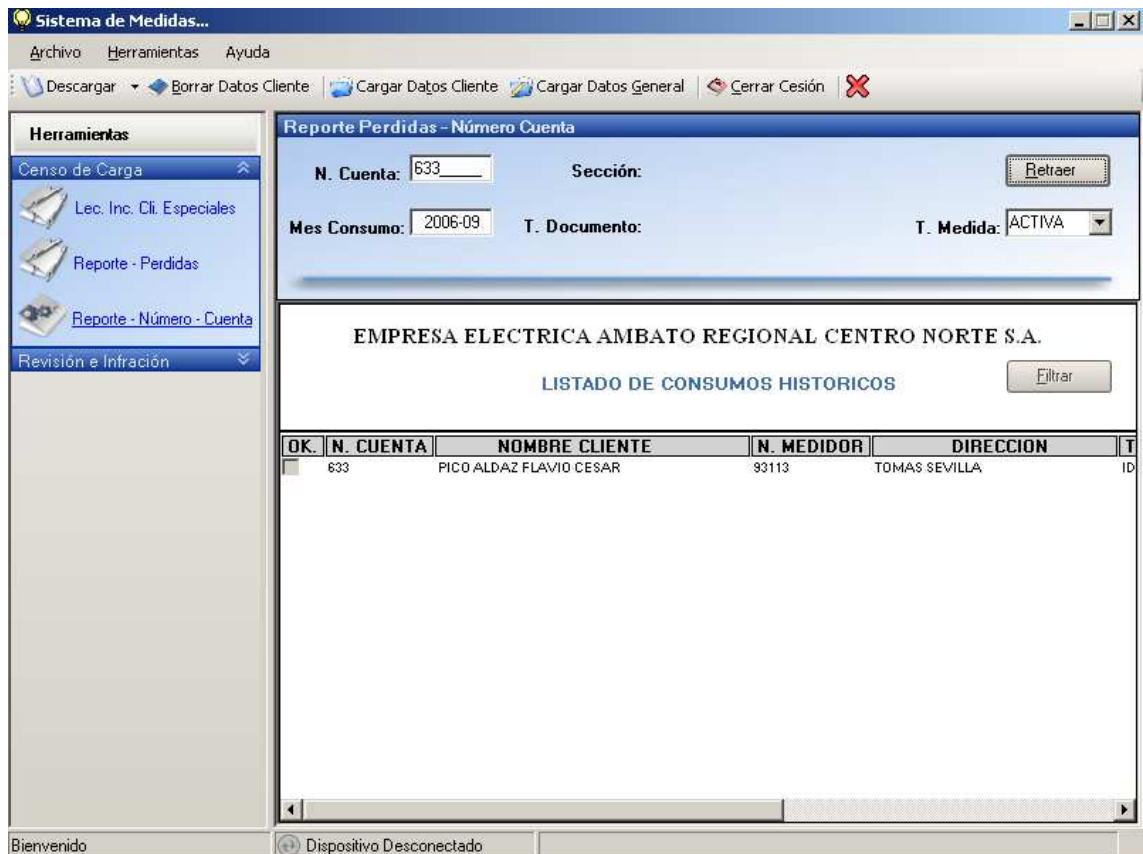 Sistema de Medidas...
Archivo Herramientas Ayuda
Descargar Borrar Datos Cliente Cargar Datos Cliente Cargar Datos General Cerrar Cesión
Herramientas
Censo de Carga
Lec. Inc. Cli. Especiales
Reporte - Perdidas
Reporte - Número - Cuenta
Revisión e Infración
Reporte Perdidas - Número Cuenta
N. Cuenta: 633_____ Sección: Retraer
Mes Consumo: 2006-09 T. Documento: T. Medida: ACTIVA
EMPRESA ELECTRICA AMBATO REGIONAL CENTRO NORTE S.A.
LISTADO DE CONSUMOS HISTORICOS Filtrar
OK. N. CUENTA NOMBRE CLIENTE N. MEDIDOR DIRECCION T
633 PICO ALDAZ FLAVIO CESAR 93113 TOMAS SEVILLA ID
Bienvenido Dispositivo Desconectado